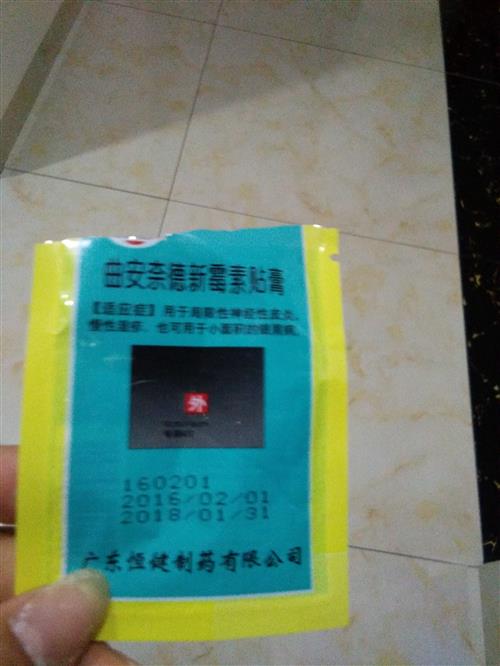 曲安奈德新霉素贴膏
【适应症】用于局限性神经性皮炎、
慢性湿疹，也可用于小面积的银屑病。
外
160201
2016/02/01
2018/01/31
广东恒健制药有限公司